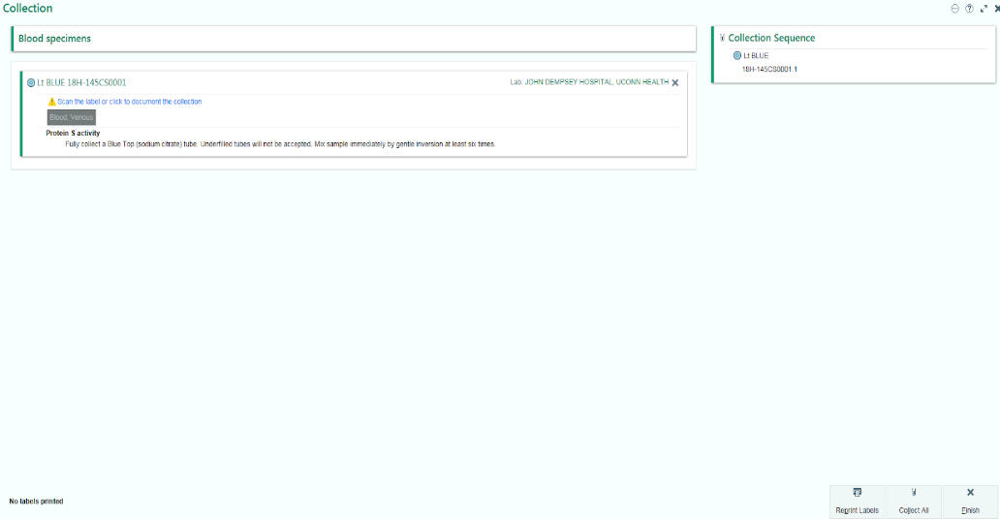 Collection
Blood specimens
Lt BLUE 18H-145CS0001
Lab: JOHN DEMPSEY HOSPITAL, UCONN HEALTH
Scan the label or click to document the collection
Blood, Venous
Protein S activity
Fully collect a Blue Top (sodium citrate) tube. Underfilled tubes will not be accepted. Mix sample immediately by gentle inversion at least six times.
Collection Sequence
Lt BLUE
18H-145CS0001.1
No labels printed
Reprint Labels
Collect All
Finish